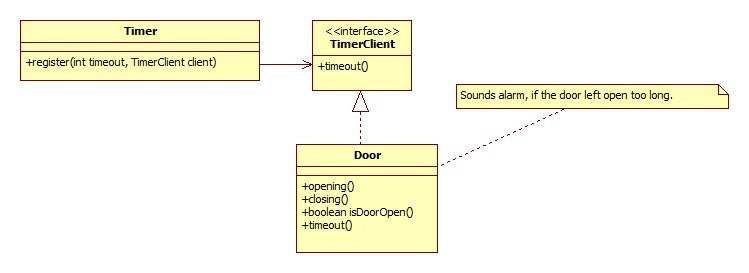 Timer
+register(int timeout, TimerClient client)
<<interface>>
TimerClient
+timeout()
Sounds alarm, if the door left open too long.
Door
+opening()
+closing()
+boolean isDoorOpen()
+timeout()